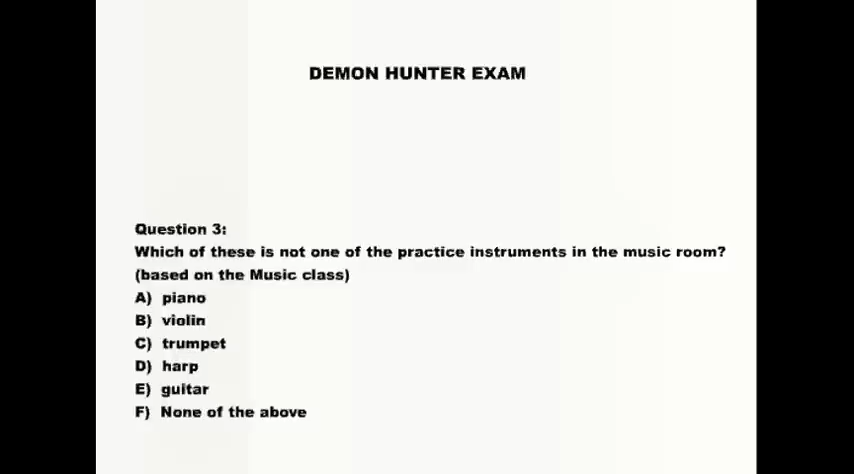 DEMON HUNTER EXAM
Question 3:
Which of these is not one of the practice instruments in the music room?
(based on the Music class)
A) piano
B) violin
C) trumpet
D) harp
E) guitar
F) None of the above